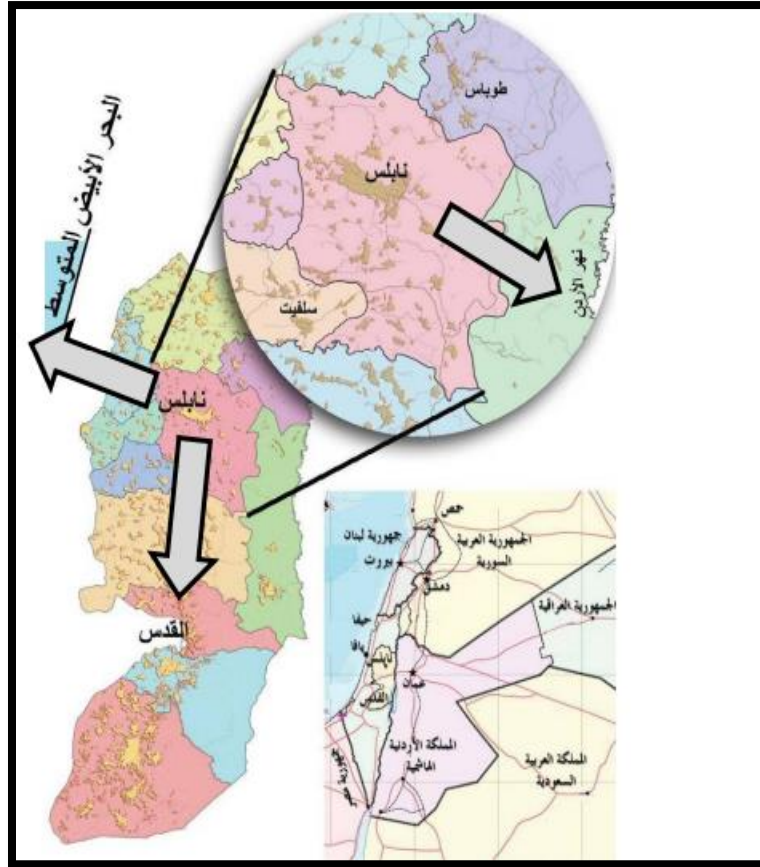 البحر الأبيض المتوسط
طوباس
نابلس
سلفيت
نهر الأردن
نابلس
القدس
حمص
جمهورية لبنان
بيروت
الجمهورية العربية
السورية
دمشق
حيفا
يافا
نابلس
القدس
عمان
الجمهورية العراقية
المملكة الأردنية
الهاشمية
المملكة العربية
السعودية
جمهورية مصر